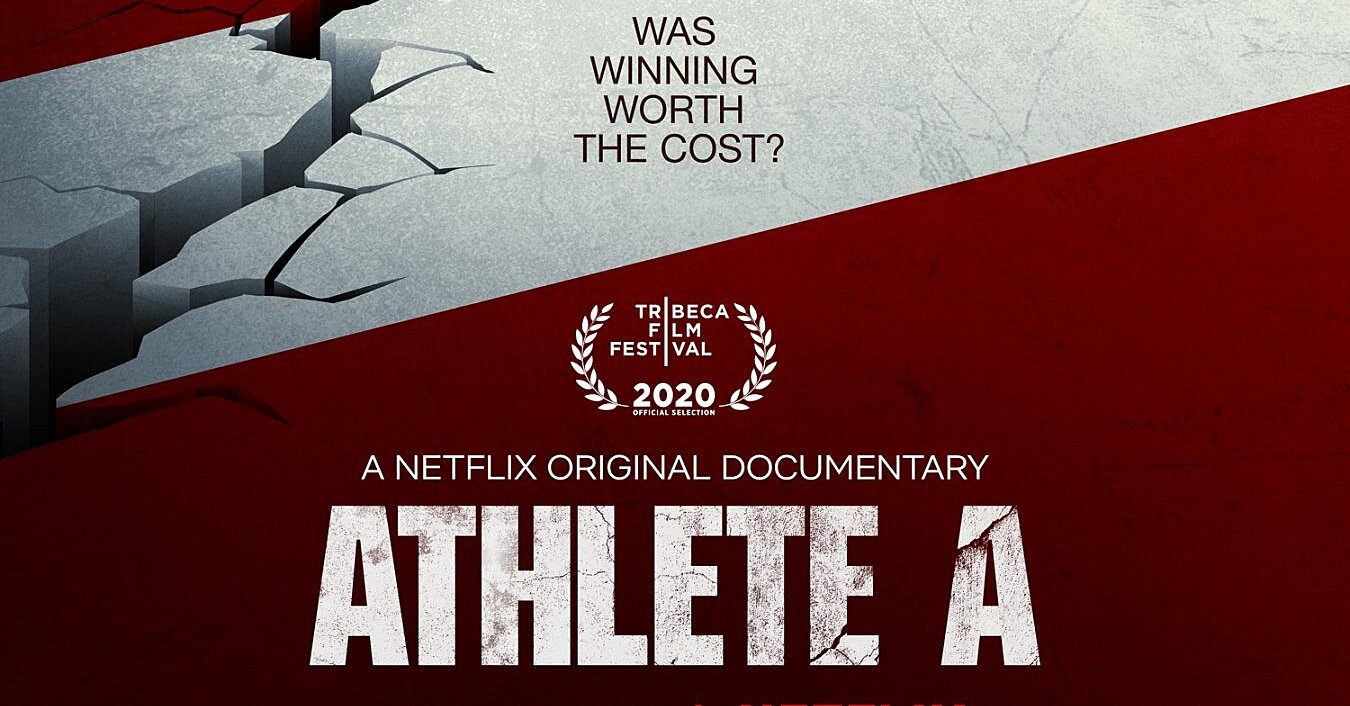 WAS
WINNING
WORTH
THE COST?
TRIBECA
FILM
FESTIVAL
2020
OFFICIAL SELECTION
A NETFLIX ORIGINAL DOCUMENTARY
ATHLETE A